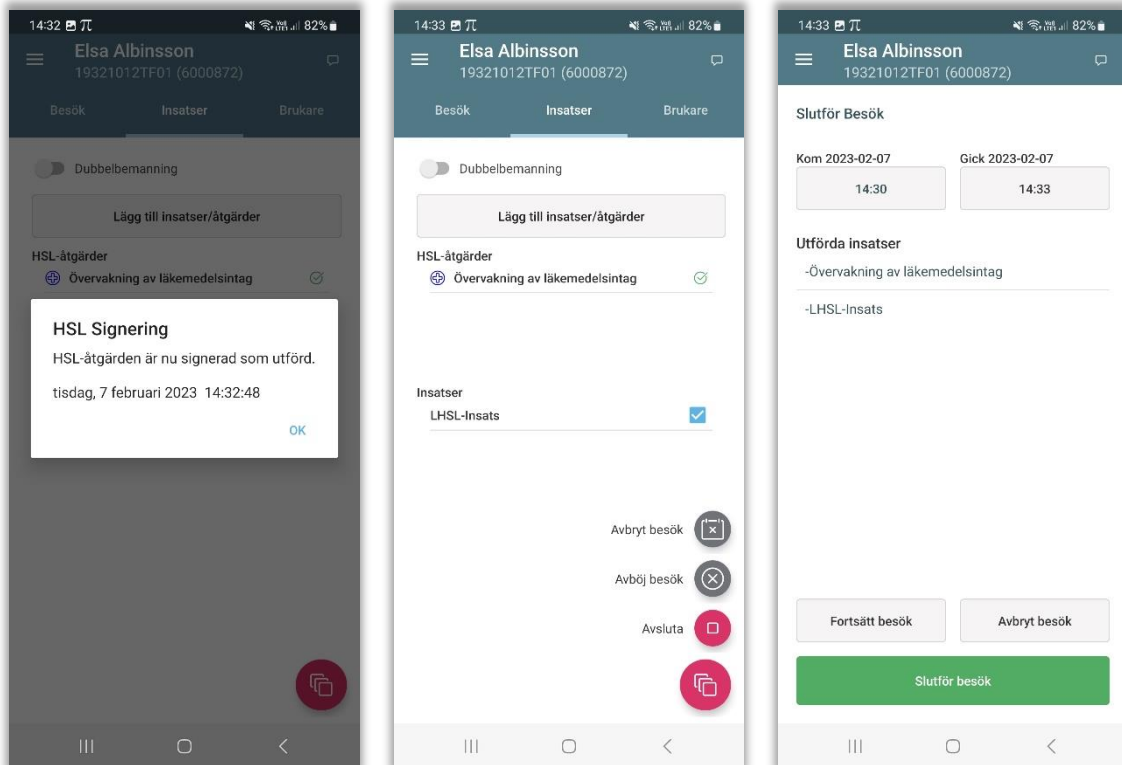 14:32 π 82%
Elsa Albinsson
19321012TF01 (6000872)
Besök Insatser Brukare
Dubbelbemanning
Lägg till insatser/åtgärder
HSL-åtgärder
Övervakning av läkemedelsintag
HSL Signering
HSL-åtgärden är nu signerad som utförd.
tisdag, 7 februari 2023 14:32:48
OK
14:33 π 82%
Elsa Albinsson
19321012TF01 (6000872)
Besök Insatser Brukare
Dubbelbemanning
Lägg till insatser/åtgärder
HSL-åtgärder
Övervakning av läkemedelsintag
Insatser
LHSL-Insats
Avbryt besök
Avböj besök
Avsluta
14:33 π 82%
Elsa Albinsson
19321012TF01 (6000872)
Slutför Besök
Kom 2023-02-07 Gick 2023-02-07
14:30 14:33
Utförda insatser
-Övervakning av läkemedelsintag
-LHSL-Insats
Fortsätt besök Avbryt besök
Slutför besök